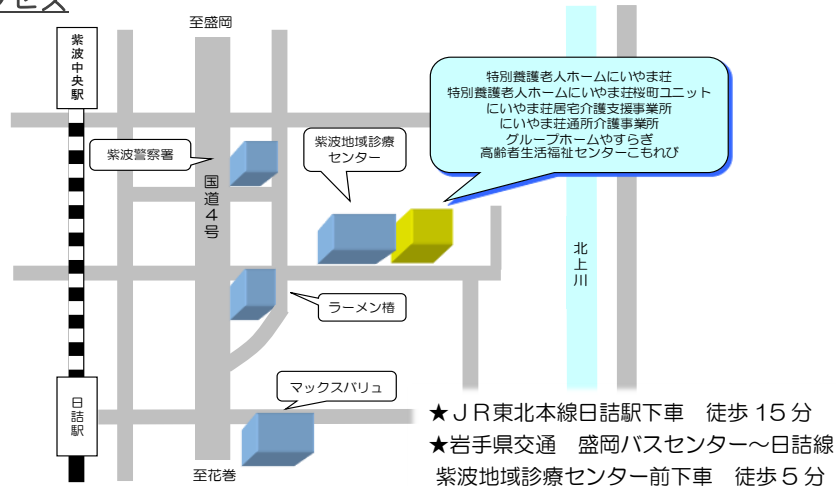 クセス
至盛岡
紫波中央駅
特別養護老人ホームにいやま荘
特別養護老人ホームにいやま荘桜町ユニット
にいやま荘居宅介護支援事業所
にいやま荘通所介護事業所
グループホームやすらぎ
高齢者生活福祉センターこもれび
紫波警察署
紫波地域診療
センター
国道4号
北上川
ラーメン椿
マックスバリュ
日詰駅
至花巻
★ＪＲ東北本線日詰駅下車　徒歩15分
★岩手県交通　盛岡バスセンター～日詰線
紫波地域診療センター前下車　徒歩5分